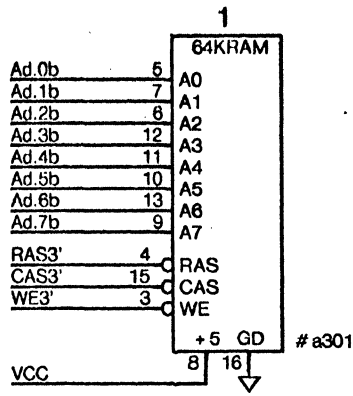 1
64KRAM
Ad.0b 5 A0
Ad.1b 7 A1
Ad.2b 6 A2
Ad.3b 12 A3
Ad.4b 11 A4
Ad.5b 10 A5
Ad.6b 13 A6
Ad.7b 9 A7
RAS3' 4 RAS
CAS3' 15 CAS
WE3' 3 WE
+5 GD
# a301
8 16
VCC